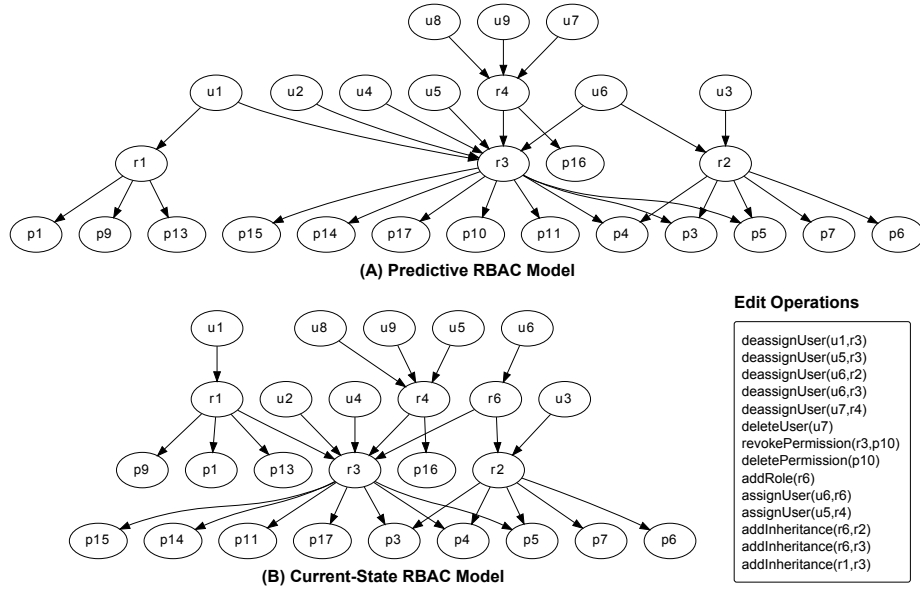 u8 u9 u7
u1 u2 u4 u5 r4 u6 u3
r1 r3 p16 r2
p1 p9 p13 p15 p14 p17 p10 p11 p4 p3 p5 p7 p6
(A) Predictive RBAC Model
u1 u8 u9 u5 u6
r1 u2 u4 r4 r6 u3
p9 p1 p13 r3 p16 r2
p15 p14 p11 p17 p3 p4 p5 p7 p6
(B) Current-State RBAC Model
Edit Operations
deassignUser(u1,r3)
deassignUser(u5,r3)
deassignUser(u6,r2)
deassignUser(u6,r3)
deassignUser(u7,r4)
deleteUser(u7)
revokePermission(r3,p10)
deletePermission(p10)
addRole(r6)
assignUser(u6,r6)
assignUser(u5,r4)
addInheritance(r6,r2)
addInheritance(r6,r3)
addInheritance(r1,r3)